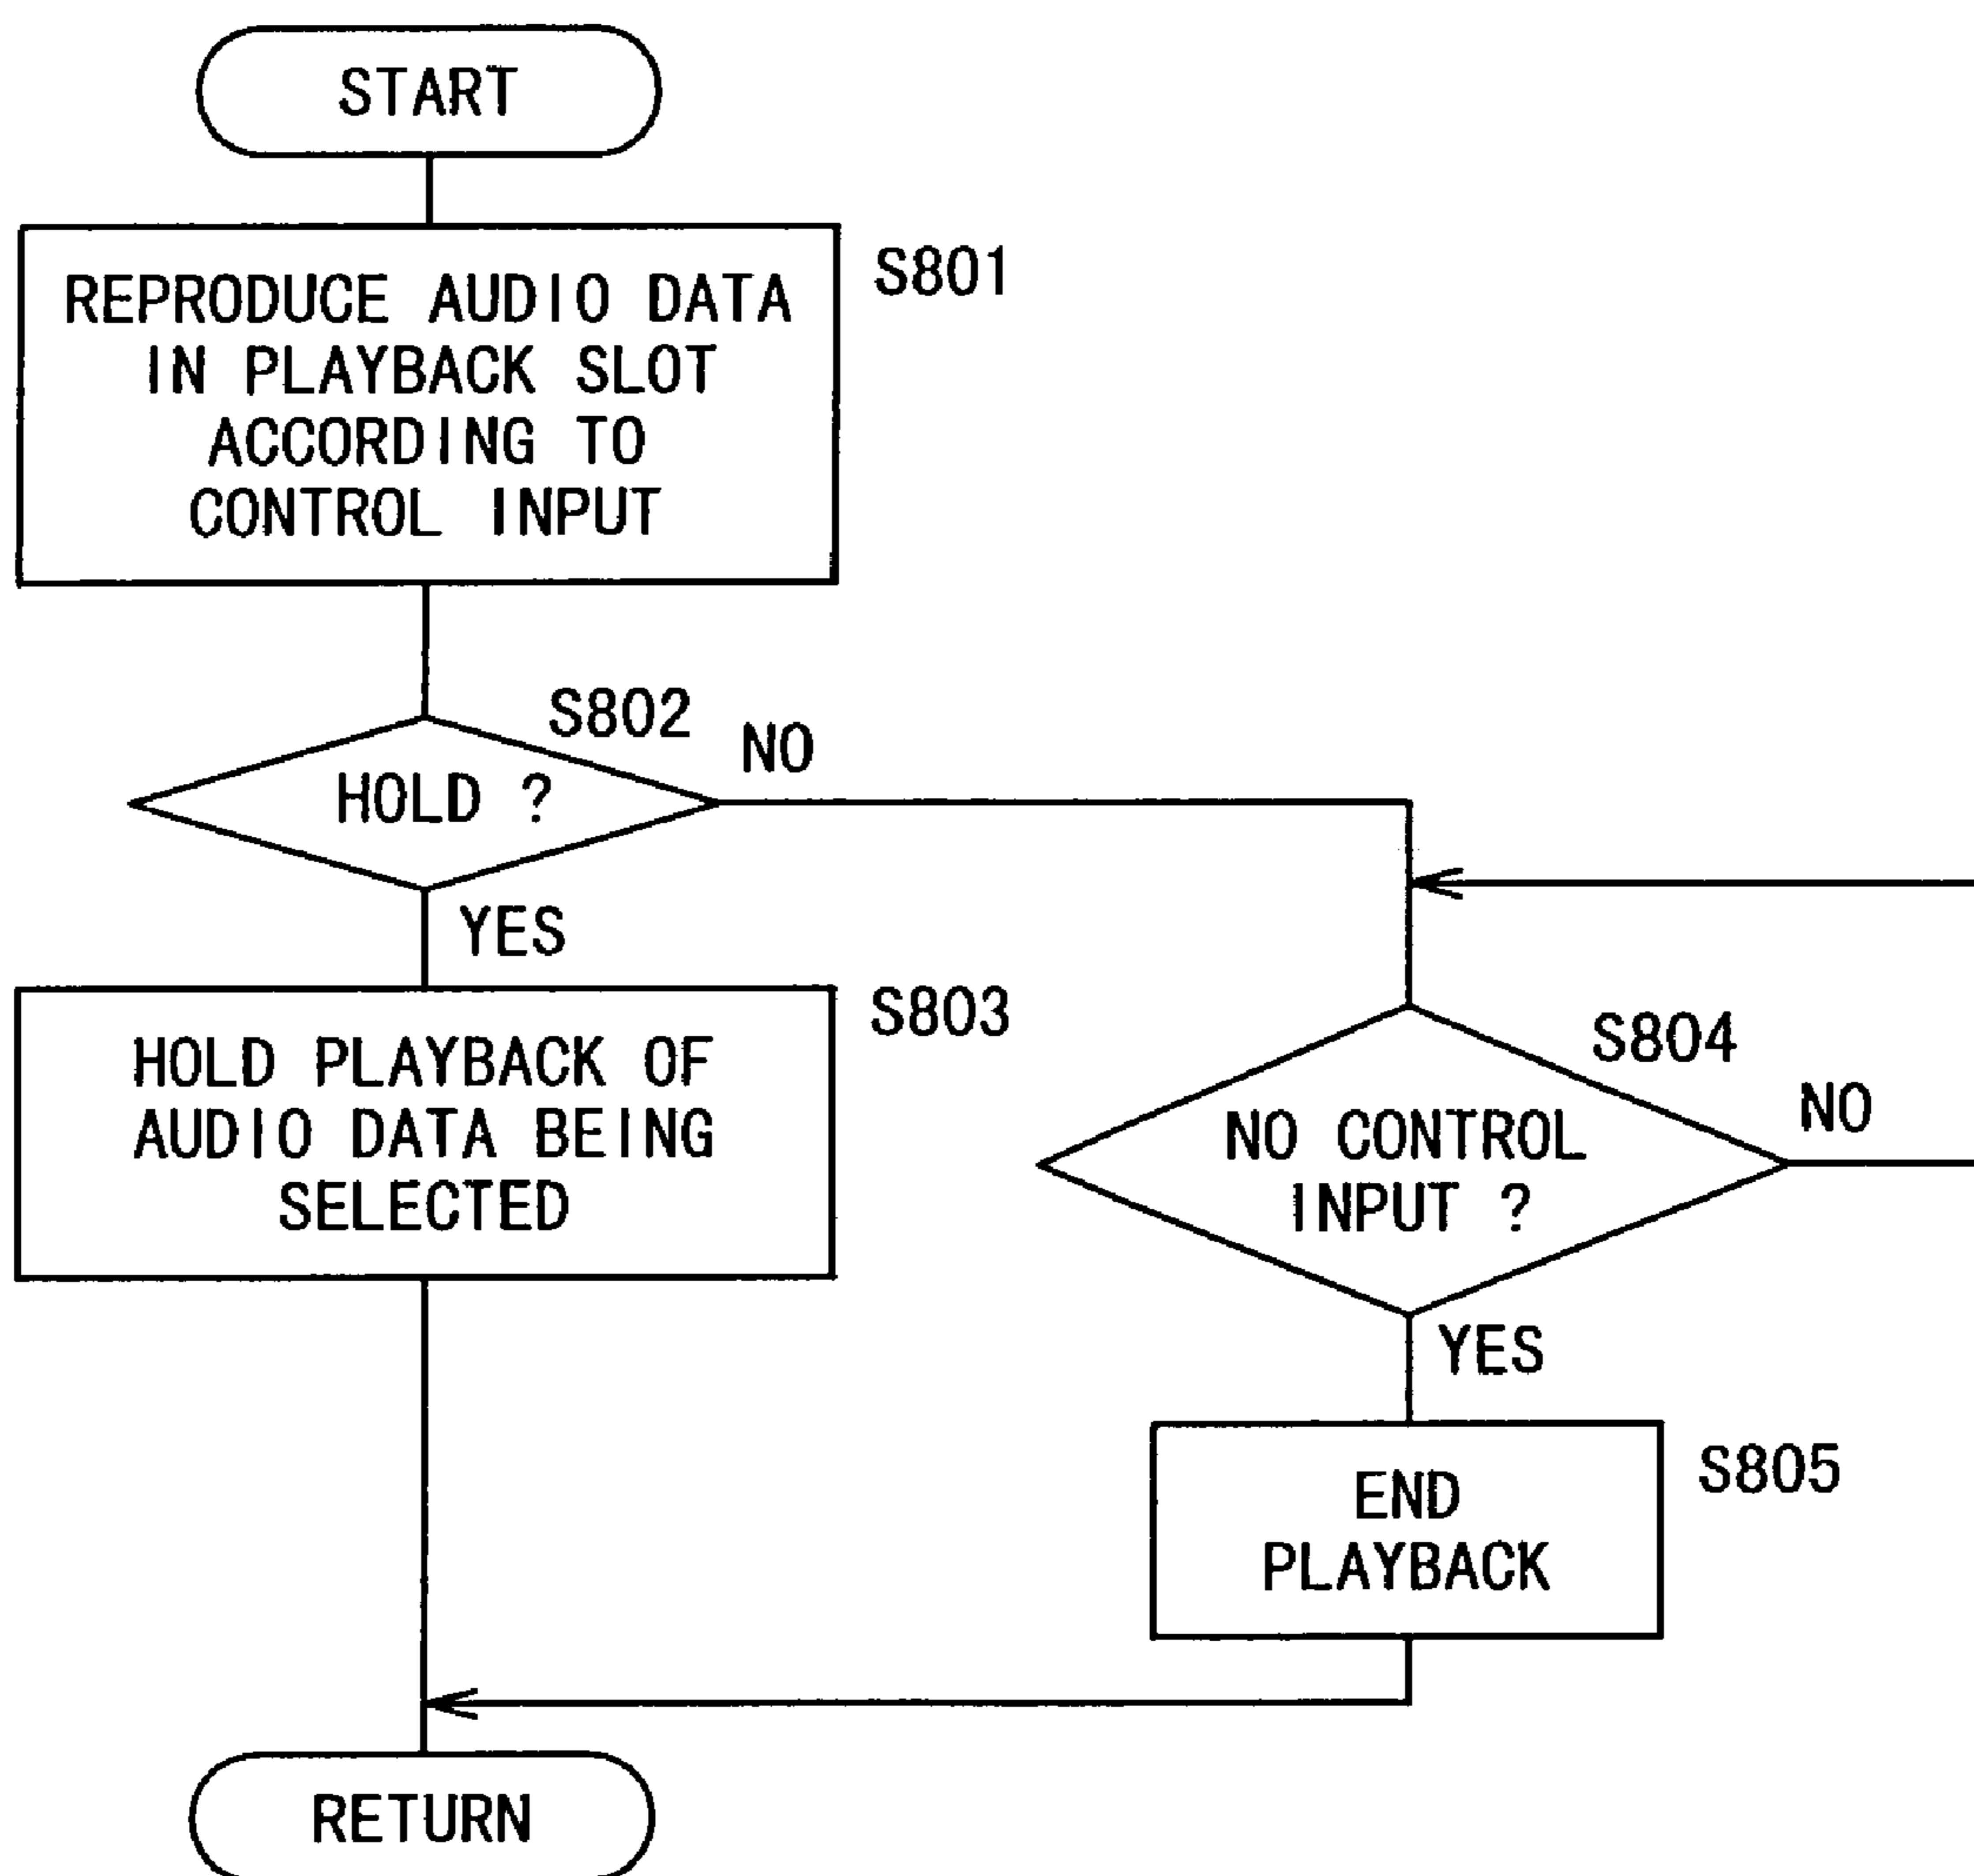 START
REPRODUCE AUDIO DATA
IN PLAYBACK SLOT
ACCORDING TO
CONTROL INPUT
S801
S802
HOLD ?
NO
YES
HOLD PLAYBACK OF
AUDIO DATA BEING
SELECTED
S803
S804
NO CONTROL
INPUT ?
NO
YES
END
PLAYBACK
S805
RETURN